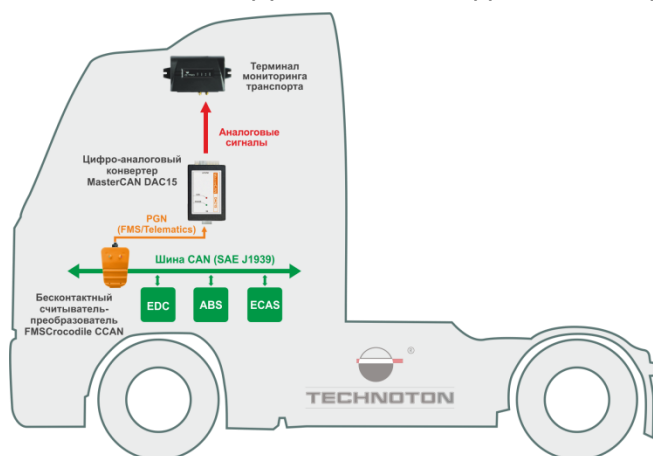 Терминал
мониторинга
транспорта
Аналоговые
сигналы
Цифро-аналоговый
конвертер
MasterCAN DAC15
PGN
(FMS/Telematics)
Шина CAN (SAE J1939)
EDC
ABS
ECAS
Бесконтактный
считыватель-
преобразователь
FMSCrocodile CCAN
®
TECHNOTON